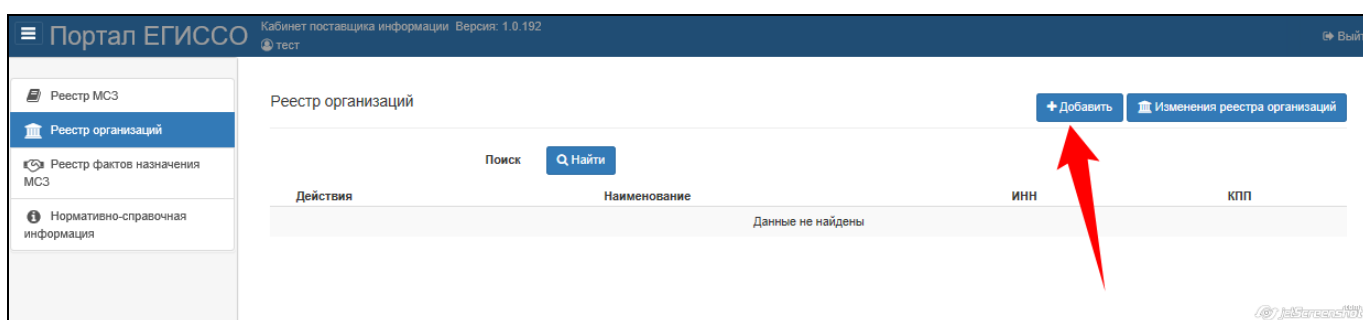 Портал ЕГИССО
Кабинет поставщика информации Версия: 1.0.192
тест
Вый
Реестр МСЗ
Реестр организаций
Реестр фактов назначения
МСЗ
Нормативно-справочная
информация
Реестр организаций
Добавить
Изменения реестра организаций
Поиск
Найти
Действия Наименование ИНН КПП
Данные не найдены